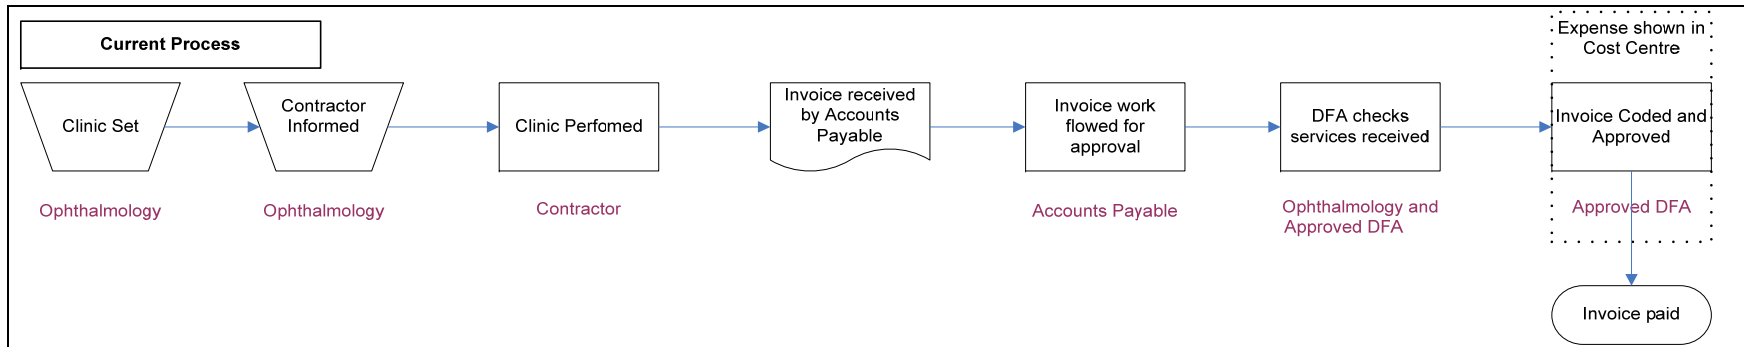 Current Process
Expense shown in
Cost Centre
Clinic Set
Contractor
Informed
Clinic Perfomed
Invoice received
by Accounts
Payable
Invoice work
flowed for
approval
DFA checks
services received
Invoice Coded and
Approved
Ophthalmology
Ophthalmology
Contractor
Accounts Payable
Ophthalmology and
Approved DFA
Approved DFA
Invoice paid